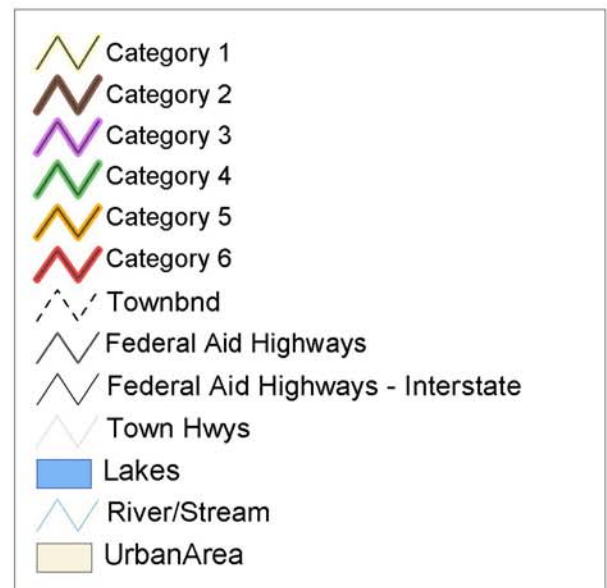 Category 1
Category 2
Category 3
Category 4
Category 5
Category 6
Townbnd
Federal Aid Highways
Federal Aid Highways - Interstate
Town Hwys
Lakes
River/Stream
UrbanArea